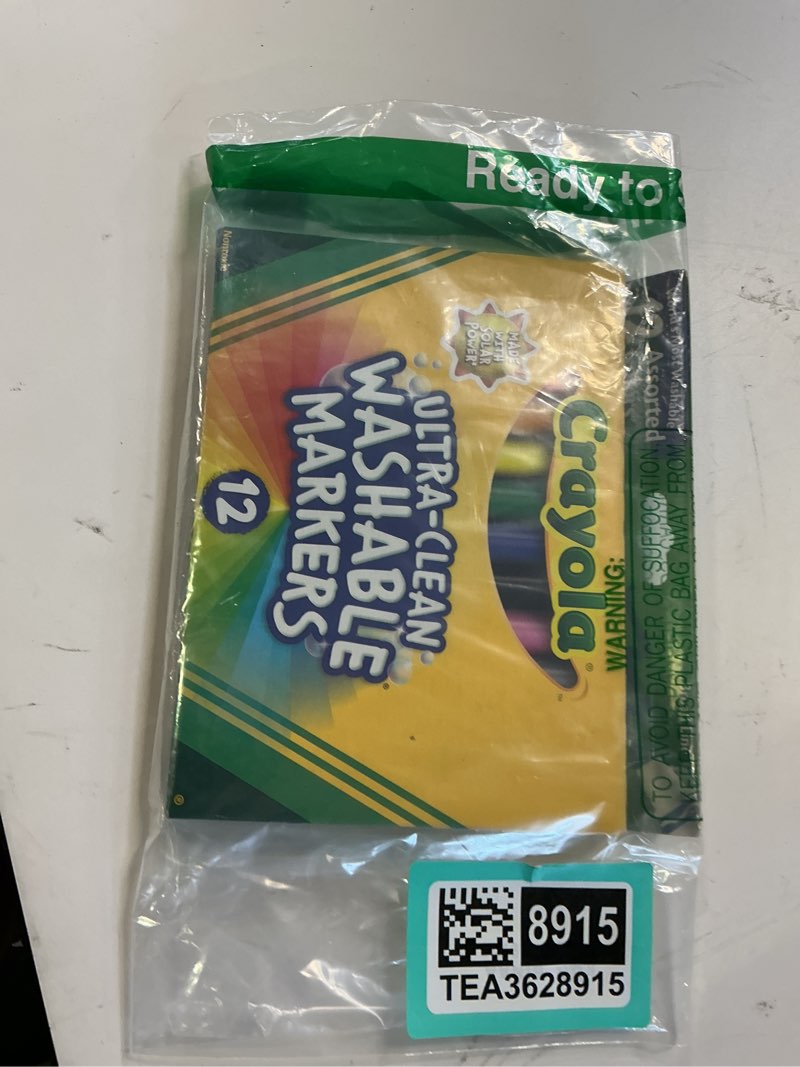 Ready to
Nontoxic
MADE
WITH
SOLAR
POWER
Crayola
ULTRA-CLEAN
WASHABLE
MARKERS
12
Assorted
WARNING:
TO AVOID DANGER OF SUFFOCATION
KEEP THIS PLASTIC BAG AWAY FROM
8915
TEA3628915